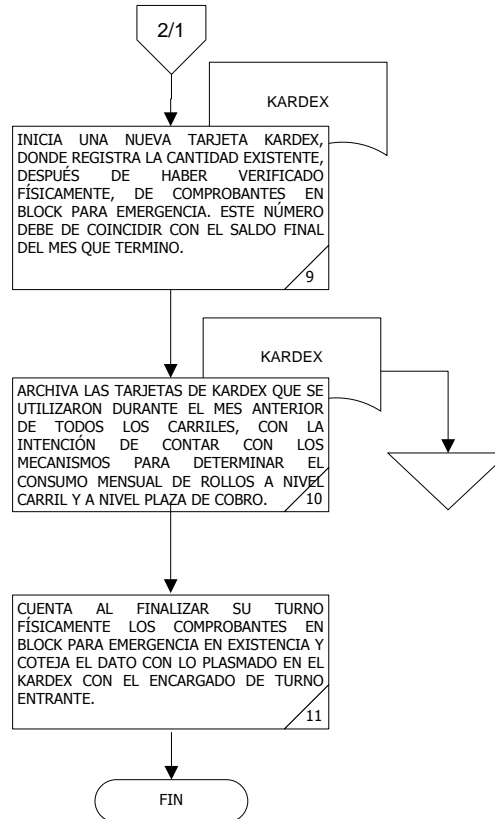 2/1
KARDEX
INICIA UNA NUEVA TARJETA KARDEX,
DONDE REGISTRA LA CANTIDAD EXISTENTE,
DESPUÉS DE HABER VERIFICADO
FÍSICAMENTE, DE COMPROBANTES EN
BLOCK PARA EMERGENCIA. ESTE NÚMERO
DEBE DE COINCIDIR CON EL SALDO FINAL
DEL MES QUE TERMINO.
9
KARDEX
ARCHIVA LAS TARJETAS DE KARDEX QUE SE
UTILIZARON DURANTE EL MES ANTERIOR
DE TODOS LOS CARRILES, CON LA
INTENCIÓN DE CONTAR CON LOS
MECANISMOS PARA DETERMINAR EL
CONSUMO MENSUAL DE ROLLOS A NIVEL
CARRIL Y A NIVEL PLAZA DE COBRO.
10
CUENTA AL FINALIZAR SU TURNO
FÍSICAMENTE LOS COMPROBANTES EN
BLOCK PARA EMERGENCIA EN EXISTENCIA Y
COTEJA EL DATO CON LO PLASMADO EN EL
KARDEX CON EL ENCARGADO DE TURNO
ENTRANTE.
11
FIN